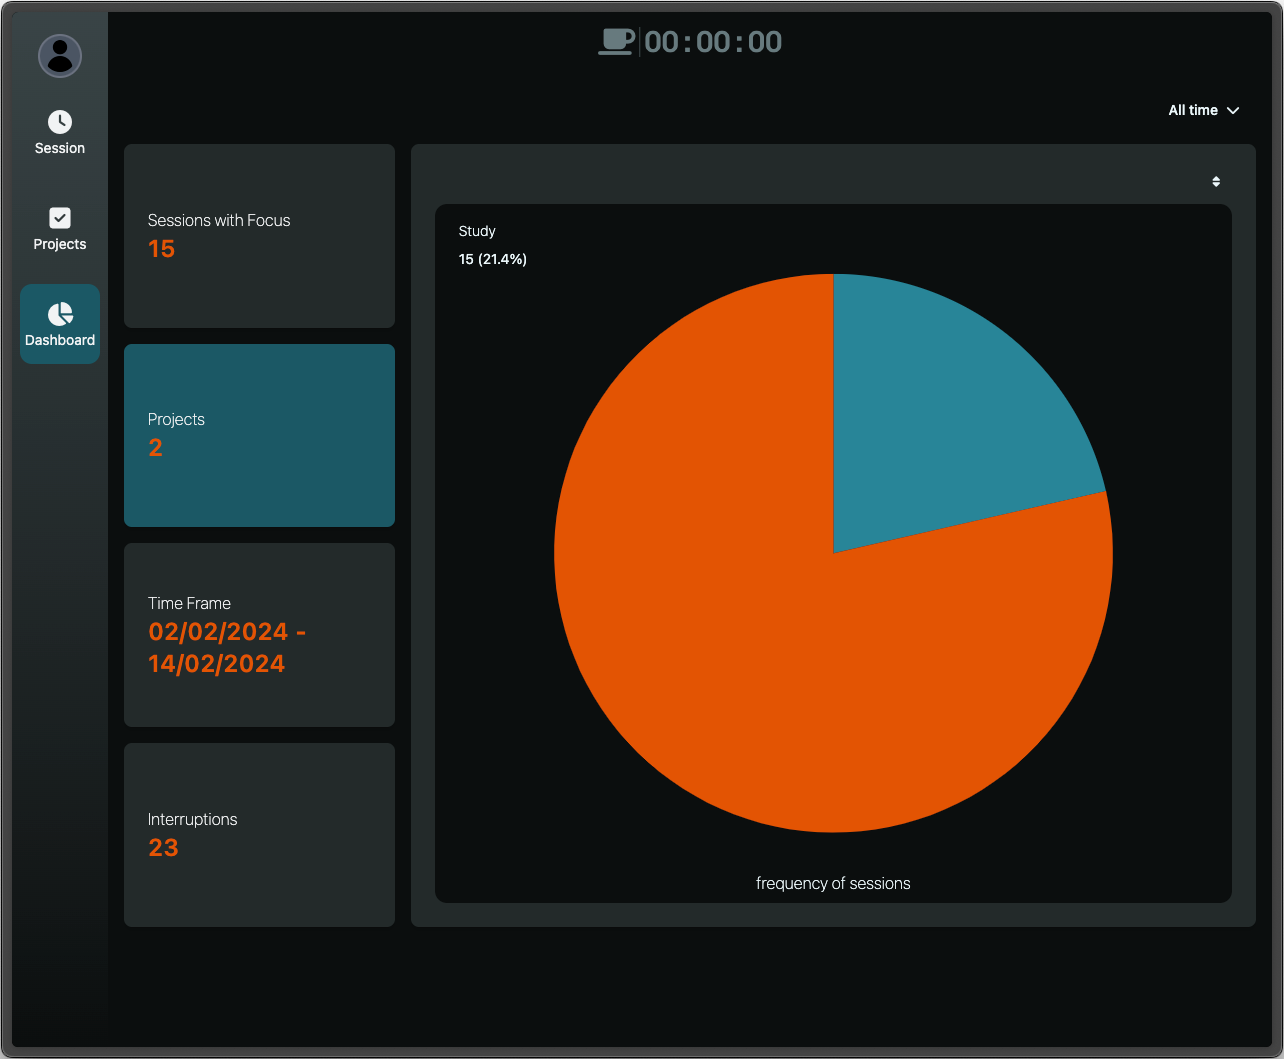 00:00:00
All time
Session
Projects
Dashboard
Sessions with Focus
15
Projects
2
Time Frame
02/02/2024 -
14/02/2024
Interruptions
23
Study
15 (21.4%)
frequency of sessions